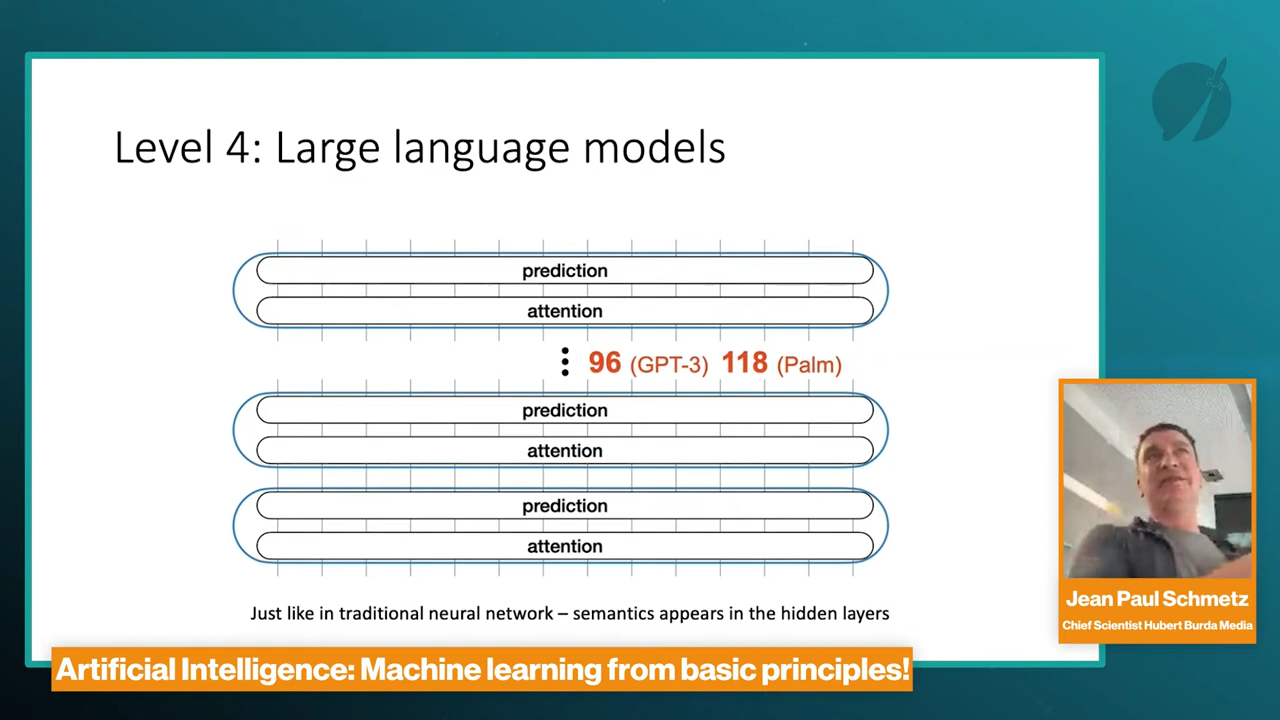 Level 4: Large language models
prediction
attention
96 (GPT-3) 118 (Palm)
prediction
attention
prediction
attention
Just like in traditional neural network – semantics appears in the hidden layers
Jean Paul Schmetz
Chief Scientist Hubert Burda Media
Artificial Intelligence: Machine learning from basic principles!